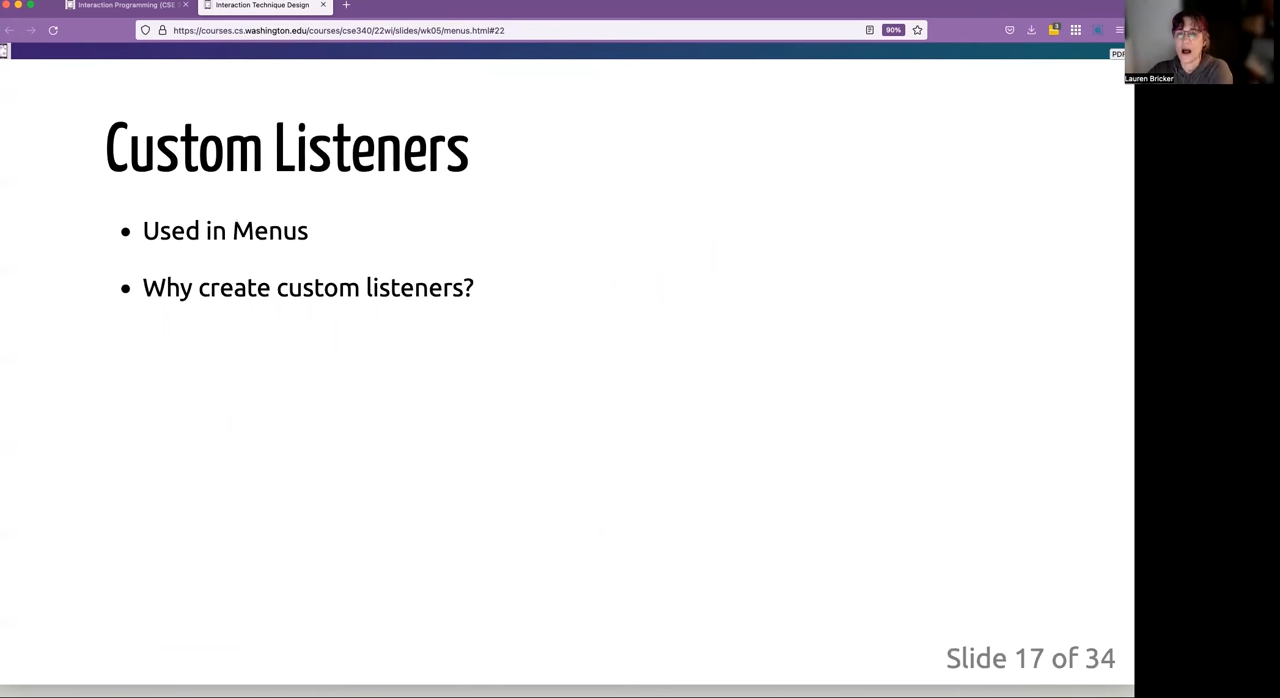 Interaction Programming (CSE
Interaction Technique Design
https://courses.cs.washington.edu/courses/cse340/22wi/slides/wk05/menus.html#22
90%
3
PDF
Lauren Bricker
Custom Listeners
• Used in Menus
• Why create custom listeners?
Slide 17 of 34